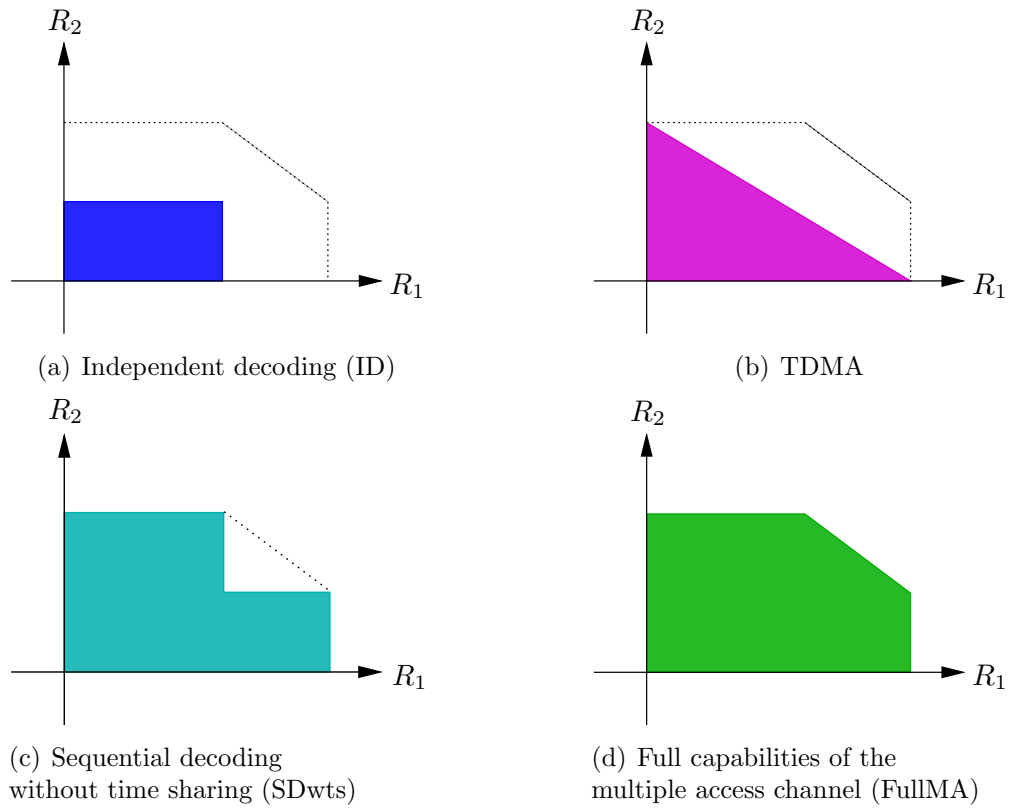 R2
R1
(a) Independent decoding (ID)
R2
R1
(b) TDMA
R2
R1
(c) Sequential decoding
without time sharing (SDwts)
R2
R1
(d) Full capabilities of the
multiple access channel (FullMA)